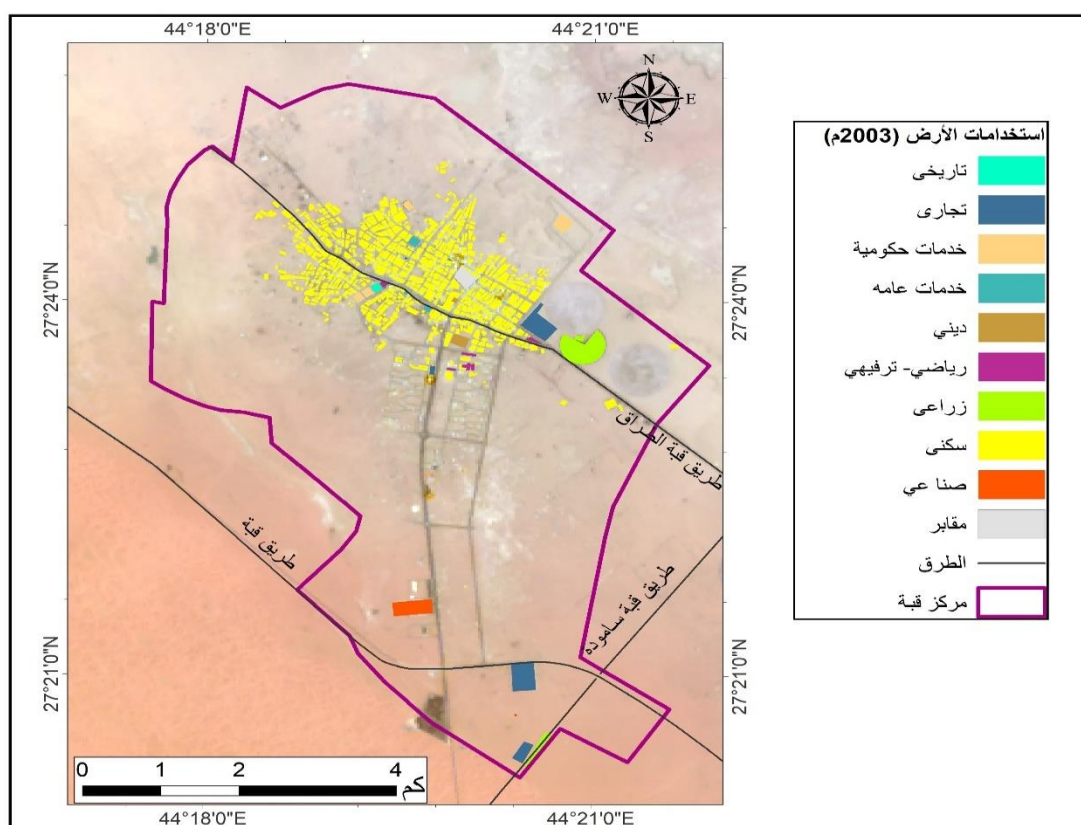 44°18'0"E
44°21'0"E
N
W E
S
27°24'0"N
27°24'0"N
طريق قبة الطراق
طريق قبة
طريق قبة ساموده
27°21'0"N
27°21'0"N
0 1 2 4
كم
44°18'0"E
44°21'0"E
استخدامات الأرض (2003م)
تاريخى
تجارى
خدمات حكومية
خدمات عامه
ديني
رياضي- ترفيهي
زراعى
سكنى
صنا عي
مقابر
الطرق
مركز قبة